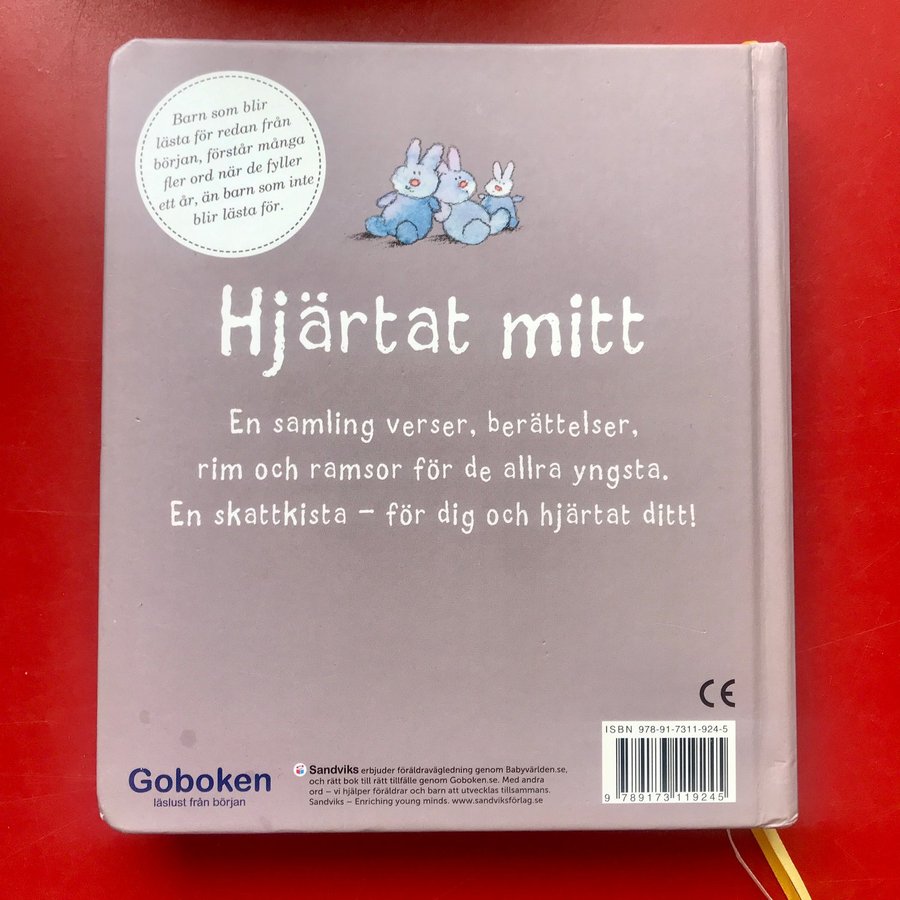 Barn som blir
lästa för redan från
början, förstår många
fler ord när de fyller
ett år, än barn som inte
blir lästa för.
Hjärtat mitt
En samling verser, berättelser,
rim och ramsor för de allra yngsta.
En skattkista – för dig och hjärtat ditt!
CE
ISBN 978-91-7311-924-5
9 789173 119245
Goboken
läslust från början
Sandviks erbjuder föräldravägledning genom Babyvärlden.se,
och rätt bok till rätt tillfälle genom Goboken.se. Med andra
ord – vi hjälper föräldrar och barn att utvecklas tillsammans.
Sandviks – Enriching young minds. www.sandviksförlag.se